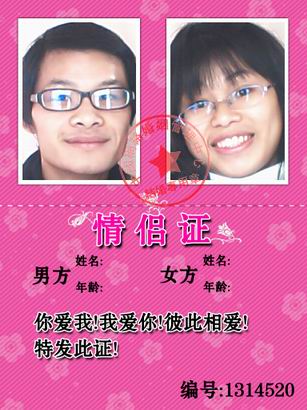 情侣证
男方 姓名: 女方 姓名:
年龄: 年龄:
你爱我!我爱你!彼此相爱!
特发此证!
编号:1314520